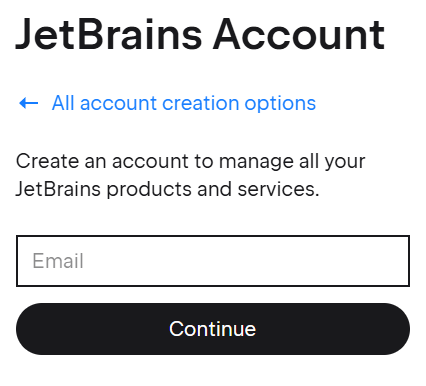 JetBrains Account
← All account creation options
Create an account to manage all your
JetBrains products and services.
Email
Continue